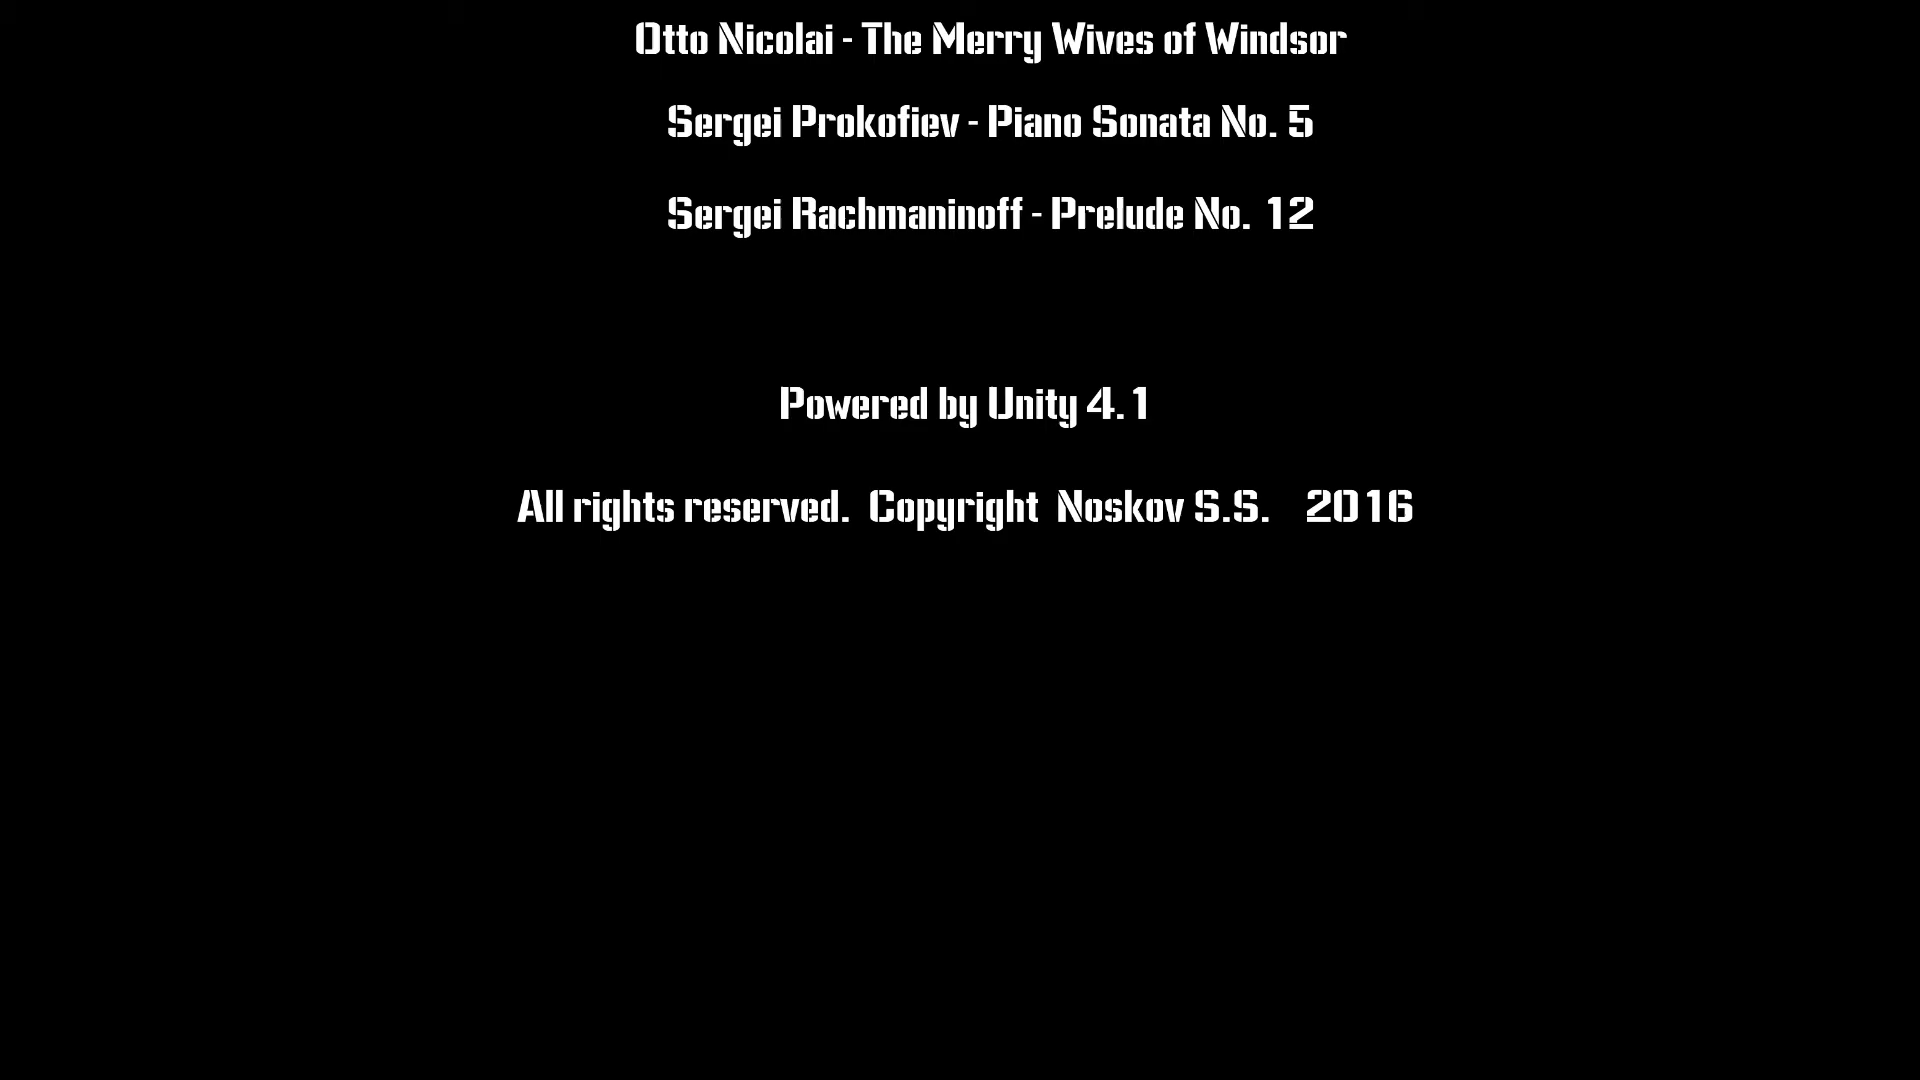 Otto Nicolai - The Merry Wives of Windsor
Sergei Prokofiev - Piano Sonata No. 5
Sergei Rachmaninoff - Prelude No. 12
Powered by Unity 4.1
All rights reserved. Copyright Noskov S.S. 2016